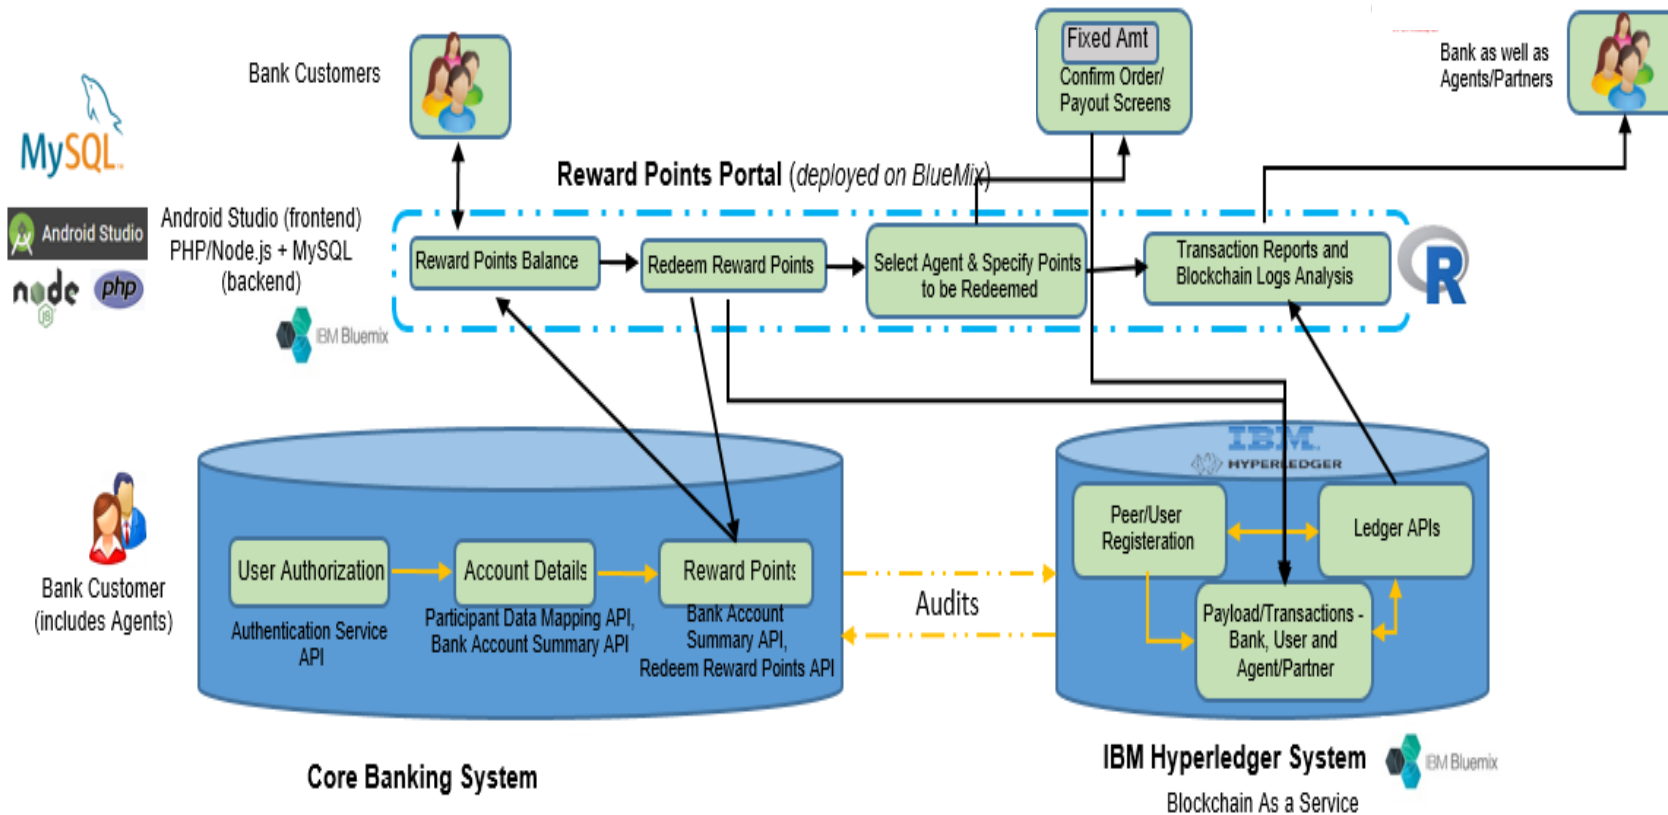 Fixed Amt
Confirm Order/
Payout Screens
Bank Customers
Bank as well as
Agents/Partners
MySQL™
Reward Points Portal (deployed on BlueMix)
Android Studio
Android Studio (frontend)
PHP/Node.js + MySQL
(backend)
node
JS
php
IBM Bluemix
Reward Points Balance
Redeem Reward Points
Select Agent & Specify Points
to be Redeemed
Transaction Reports and
Blockchain Logs Analysis
R
IBM.
HYPERLEDGER
Peer/User
Registeration
Ledger APIs
Payload/Transactions -
Bank, User and
Agent/Partner
Bank Customer
(includes Agents)
User Authorization
Authentication Service
API
Account Details
Participant Data Mapping API,
Bank Account Summary API
Reward Points
Bank Account
Summary API,
Redeem Reward Points API
Audits
Core Banking System
IBM Hyperledger System
IBM Bluemix
Blockchain As a Service